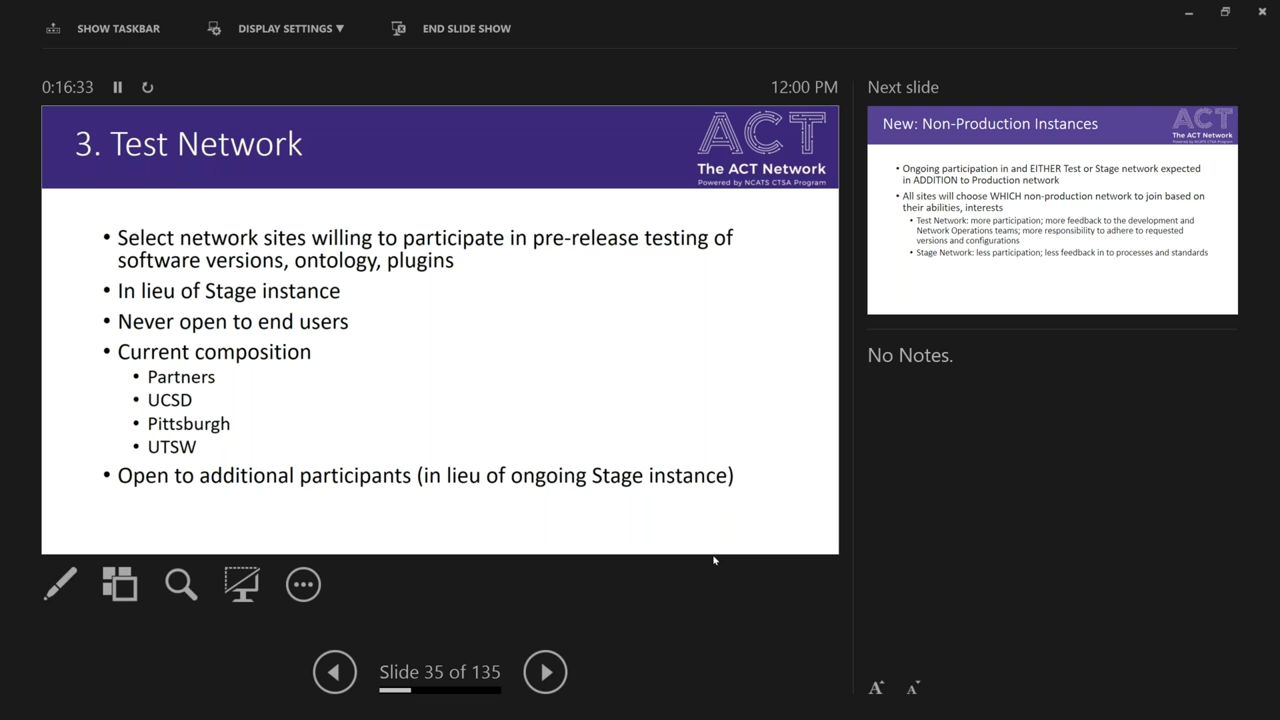 SHOW TASKBAR
DISPLAY SETTINGS ▼
END SLIDE SHOW
0:16:33
12:00 PM
3. Test Network
ACT
The ACT Network
Powered by NCATS CTSA Program
• Select network sites willing to participate in pre-release testing of
software versions, ontology, plugins
• In lieu of Stage instance
• Never open to end users
• Current composition
• Partners
• UCSD
• Pittsburgh
• UTSW
• Open to additional participants (in lieu of ongoing Stage instance)
Slide 35 of 135
Next slide
New: Non-Production Instances
ACT
The ACT Network
Powered by NCATS CTSA Program
• Ongoing participation in and EITHER Test or Stage network expected
in ADDITION to Production network
• All sites will choose WHICH non-production network to join based on
their abilities, interests
• Test Network: more participation; more feedback to the development and
Network Operations teams; more responsibility to adhere to requested
versions and configurations
• Stage Network: less participation; less feedback in to processes and standards
No Notes.
A A